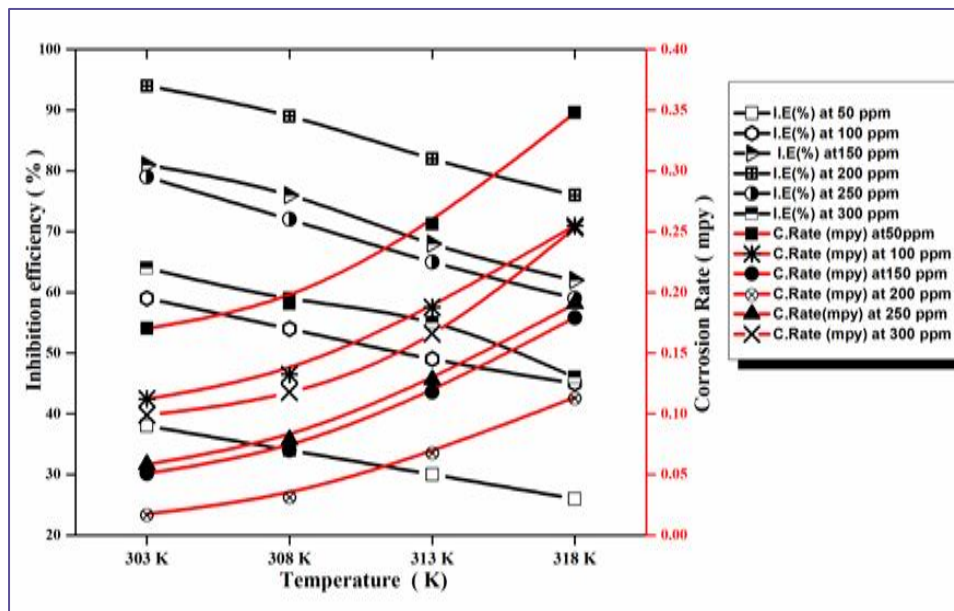 100
90
80
70
60
50
40
30
20
Inhibition efficiency ( % )
303 K 308 K 313 K 318 K
Temperature ( K)
0.40
0.35
0.30
0.25
0.20
0.15
0.10
0.05
0.00
Corrosion Rate ( mpy )
I.E(%) at 50 ppm
I.E(%) at 100 ppm
I.E(%) at150 ppm
I.E(%) at 200 ppm
I.E(%) at 250 ppm
I.E(%) at 300 ppm
C.Rate (mpy) at50ppm
C.Rate (mpy) at 100 ppm
C.Rate (mpy) at150 ppm
C.Rate (mpy) at 200 ppm
C.Rate(mpy) at 250 ppm
C.Rate (mpy) at 300 ppm